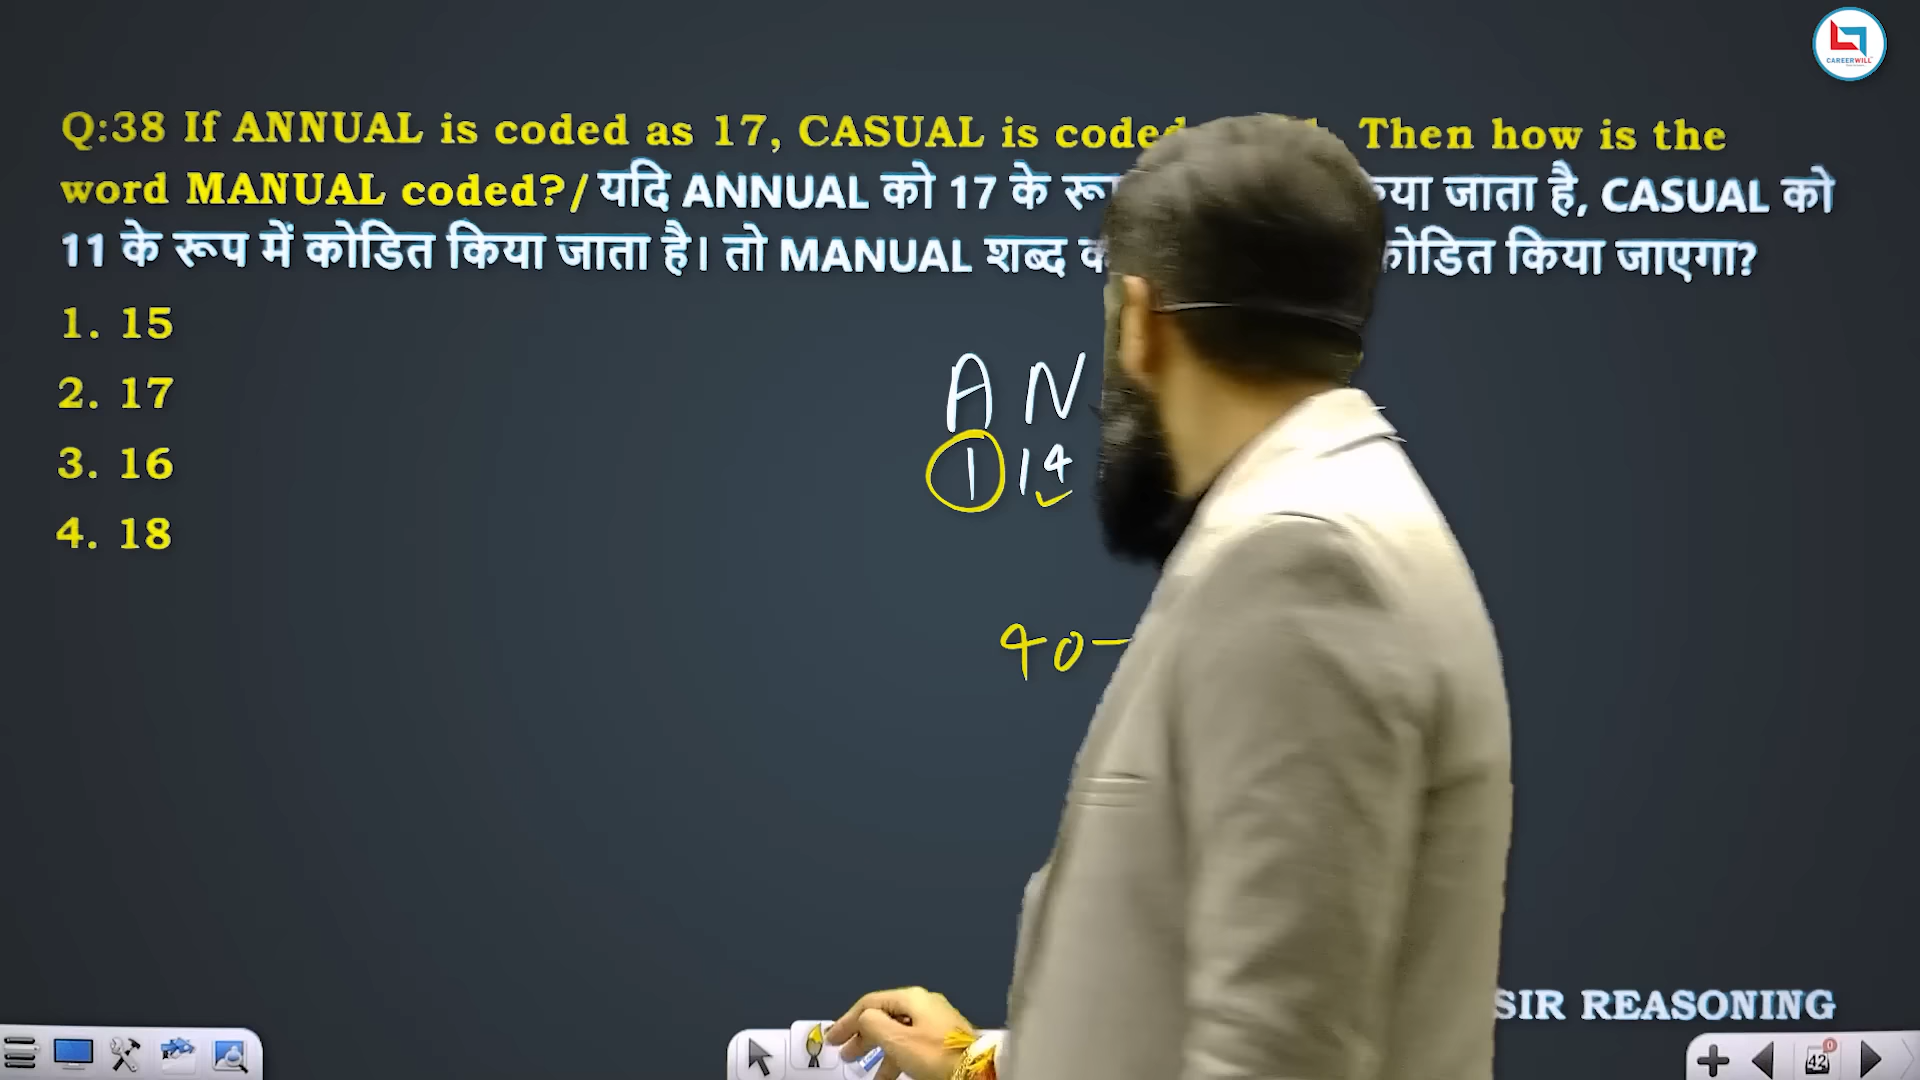 CAREERWILL
Q:38 If ANNUAL is coded as 17, CASUAL is coded Then how is the
word MANUAL coded?/ यदि ANNUAL को 17 के किया जाता है, CASUAL को
11 के रूप में कोडित किया जाता है। तो MANUAL शब्द कोडित किया जाएगा?
1. 15
2. 17
3. 16
4. 18
A N
1 14
40-
SIR REASONING
42